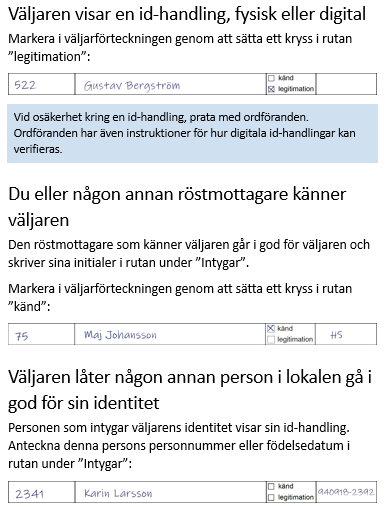 Väljaren visar en id-handling, fysisk eller digital
Markera i väljarförteckningen genom att sätta ett kryss i rutan
”legitimation”:
522 Gustav Bergström känd
legitimation
Vid osäkerhet kring en id-handling, prata med ordföranden.
Ordföranden har även instruktioner för hur digitala id-handlingar kan
verifieras.
Du eller någon annan röstmottagare känner
väljaren
Den röstmottagare som känner väljaren går i god för väljaren och
skriver sina initialer i rutan under ”Intygar”.
Markera i väljarförteckningen genom att sätta ett kryss i rutan
”känd”:
75 Maj Johansson känd HS
legitimation
Väljaren låter någon annan person i lokalen gå i
god för sin identitet
Personen som intygar väljarens identitet visar sin id-handling.
Anteckna denna persons personnummer eller födelsedatum i
rutan under ”Intygar”:
2341 Karin Larsson känd 940918-2392
legitimation